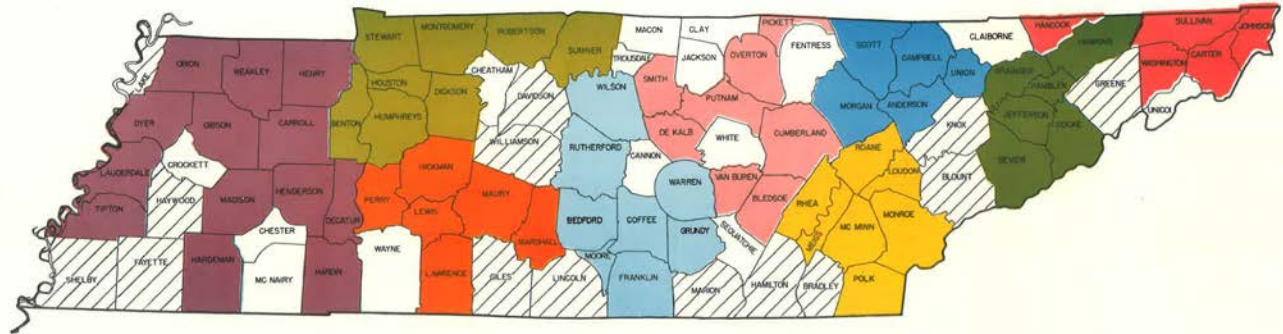 LAKE
OBION
WEAKLEY
HENRY
STEWART
MONTGOMERY
ROBERTSON
SUMNER
MACON
TROUSDALE
CLAY
JACKSON
PICKETT
OVERTON
FENTRESS
SCOTT
CAMPBELL
CLAIBORNE
HANCOCK
HAWKINS
SULLIVAN
JOHNSON
CARTER
WASHINGTON
UNICOI
GREENE
DYER
GIBSON
CARROLL
BENTON
HOUSTON
HUMPHREYS
DICKSON
CHEATHAM
DAVIDSON
WILSON
SMITH
PUTNAM
MORGAN
ANDERSON
UNION
GRAINGER
HAMBLEN
JEFFERSON
COCKE
SEVIER
KNOX
BLOUNT
LAUDERDALE
CROCKETT
HAYWOOD
TIPTON
MADISON
HENDERSON
DECATUR
PERRY
HICKMAN
LEWIS
MAURY
MARSHALL
WILLIAMSON
RUTHERFORD
CANNON
DE KALB
WHITE
CUMBERLAND
VAN BUREN
BLEDSOE
WARREN
BEDFORD
COFFEE
GRUNDY
MOORE
FRANKLIN
SEQUATCHIE
RHEA
MEIGS
ROANE
LOUDON
MC MINN
MONROE
POLK
SHELBY
FAYETTE
HARDEMAN
CHESTER
MC NAIRY
HARDIN
WAYNE
LAWRENCE
GILES
LINCOLN
MARION
HAMILTON
BRADLEY